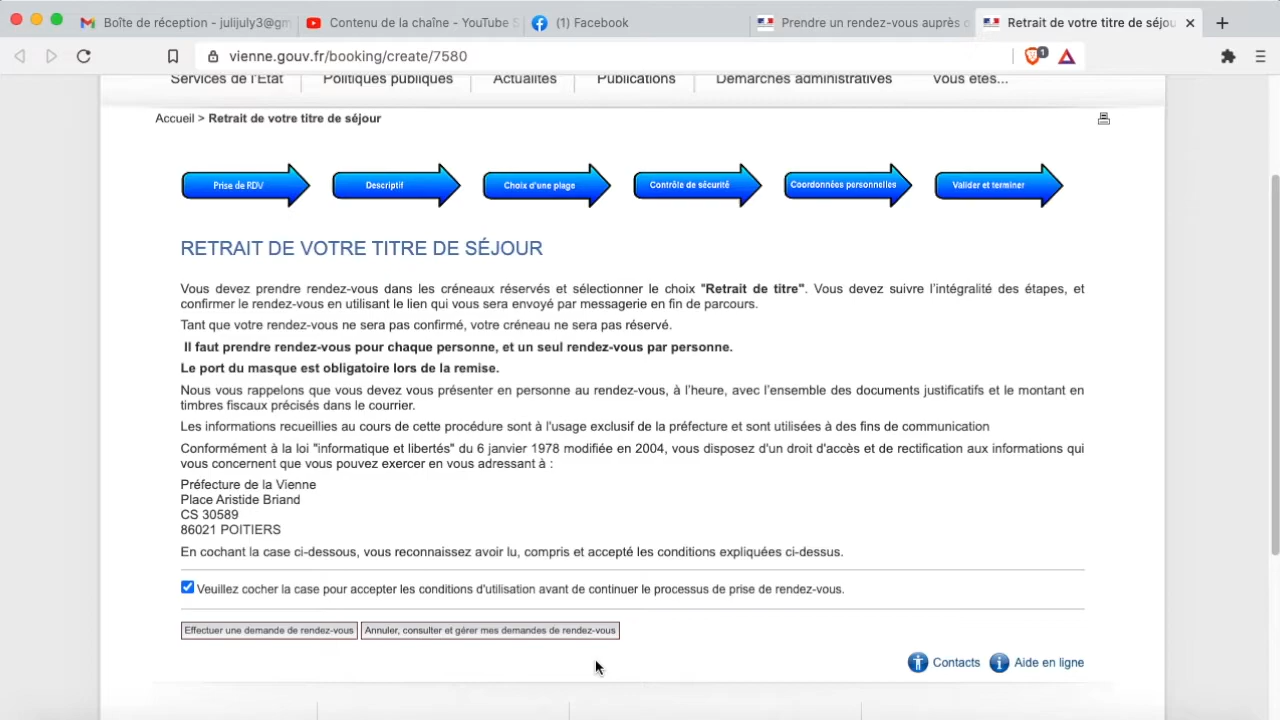 Boîte de réception - julijuly3@gm
Contenu de la chaîne - YouTube S
(1) Facebook
Prendre un rendez-vous auprès d
Retrait de votre titre de séjou
vienne.gouv.fr/booking/create/7580
1
Services de l'Etat
Politiques publiques
Actualités
Publications
Démarches administratives
Vous êtes...
Accueil > Retrait de votre titre de séjour
Prise de RDV
Descriptif
Choix d'une plage
Contrôle de sécurité
Coordonnées personnelles
Valider et terminer
RETRAIT DE VOTRE TITRE DE SÉJOUR
Vous devez prendre rendez-vous dans les créneaux réservés et sélectionner le choix "Retrait de titre". Vous devez suivre l'intégralité des étapes, et
confirmer le rendez-vous en utilisant le lien qui vous sera envoyé par messagerie en fin de parcours.
Tant que votre rendez-vous ne sera pas confirmé, votre créneau ne sera pas réservé.
Il faut prendre rendez-vous pour chaque personne, et un seul rendez-vous par personne.
Le port du masque est obligatoire lors de la remise.
Nous vous rappelons que vous devez vous présenter en personne au rendez-vous, à l'heure, avec l'ensemble des documents justificatifs et le montant en
timbres fiscaux précisés dans le courrier.
Les informations recueillies au cours de cette procédure sont à l'usage exclusif de la préfecture et sont utilisées à des fins de communication
Conformément à la loi "informatique et libertés" du 6 janvier 1978 modifiée en 2004, vous disposez d'un droit d'accès et de rectification aux informations qui
vous concernent que vous pouvez exercer en vous adressant à :
Préfecture de la Vienne
Place Aristide Briand
CS 30589
86021 POITIERS
En cochant la case ci-dessous, vous reconnaissez avoir lu, compris et accepté les conditions expliquées ci-dessus.
Veuillez cocher la case pour accepter les conditions d'utilisation avant de continuer le processus de prise de rendez-vous.
Effectuer une demande de rendez-vous
Annuler, consulter et gérer mes demandes de rendez-vous
Contacts
Aide en ligne